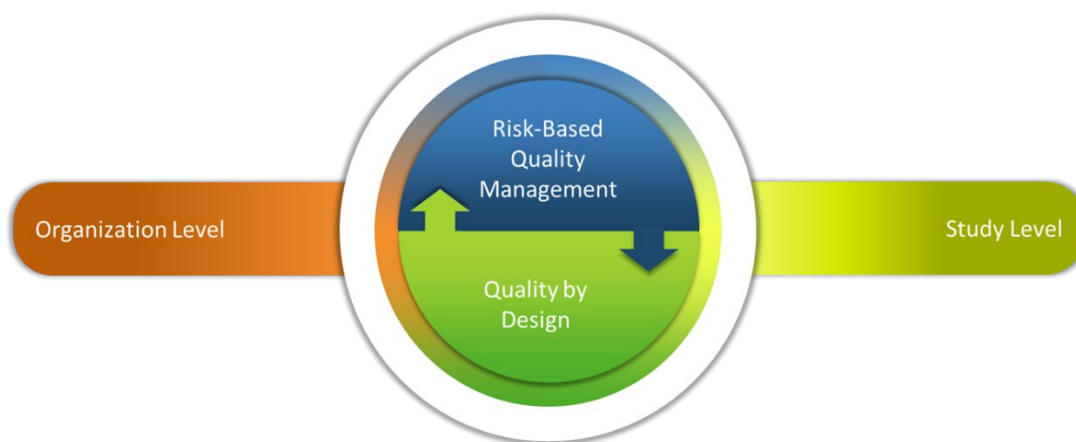 Risk-Based
Quality
Management
Organization Level
Study Level
Quality by
Design